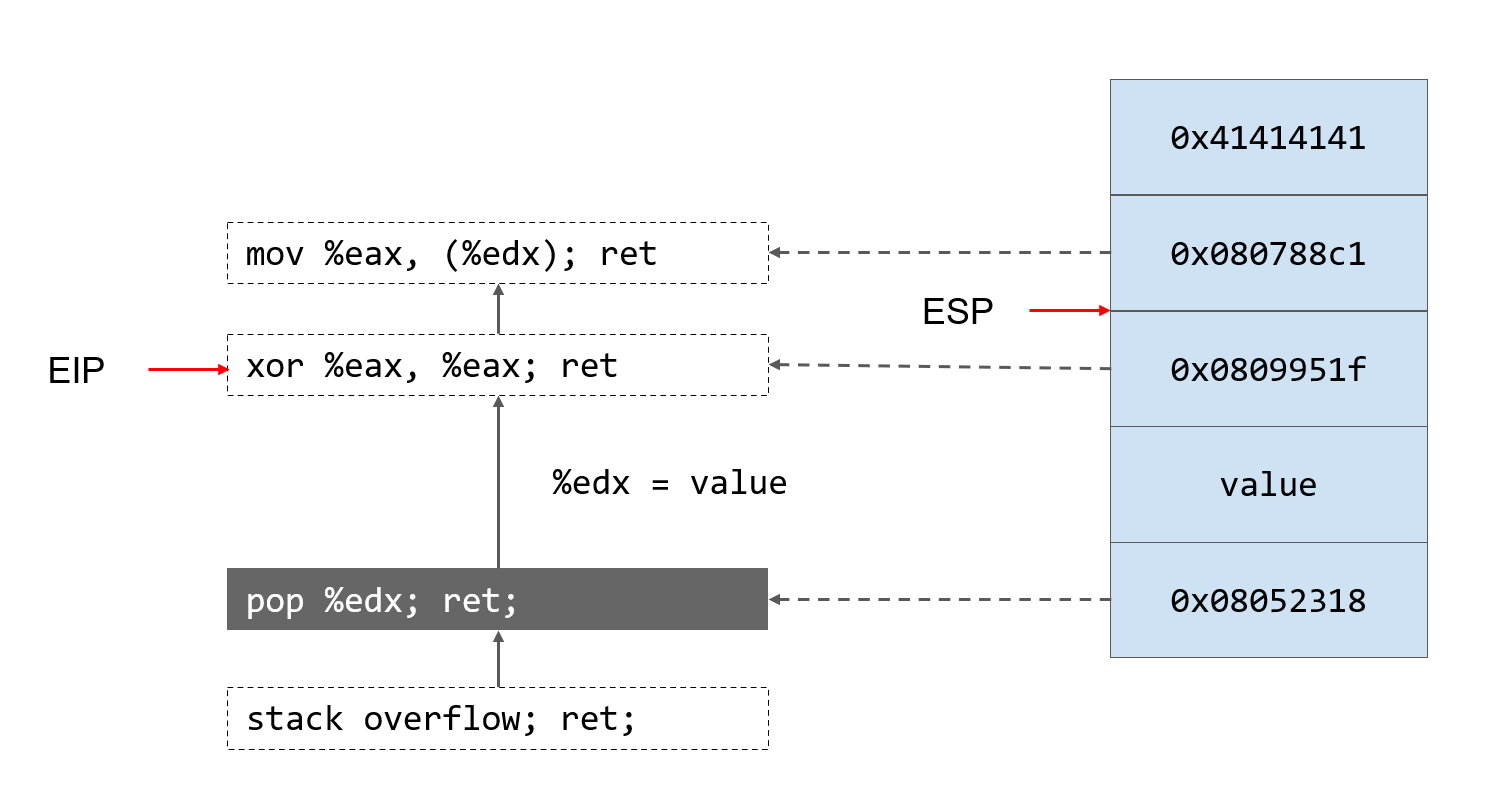 0x41414141
mov %eax, (%edx); ret
0x080788c1
ESP
EIP
xor %eax, %eax; ret
0x0809951f
%edx = value
value
pop %edx; ret;
0x08052318
stack overflow; ret;